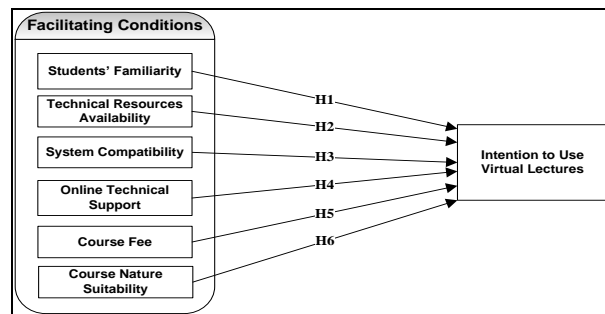 Facilitating Conditions
Students' Familiarity
Technical Resources
Availability
System Compatibility
Online Technical
Support
Course Fee
Course Nature
Suitability
H1
H2
H3
H4
H5
H6
Intention to Use
Virtual Lectures